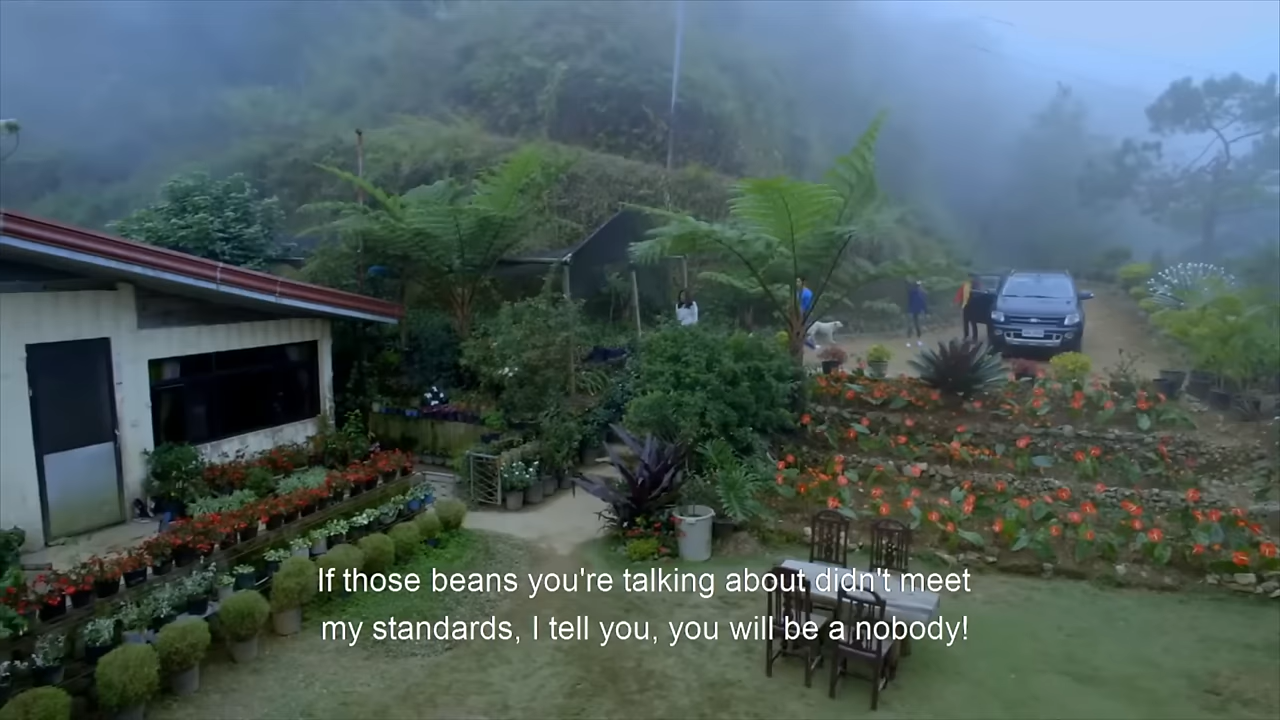 If those beans you're talking about didn't meet
my standards, I tell you, you will be a nobody!